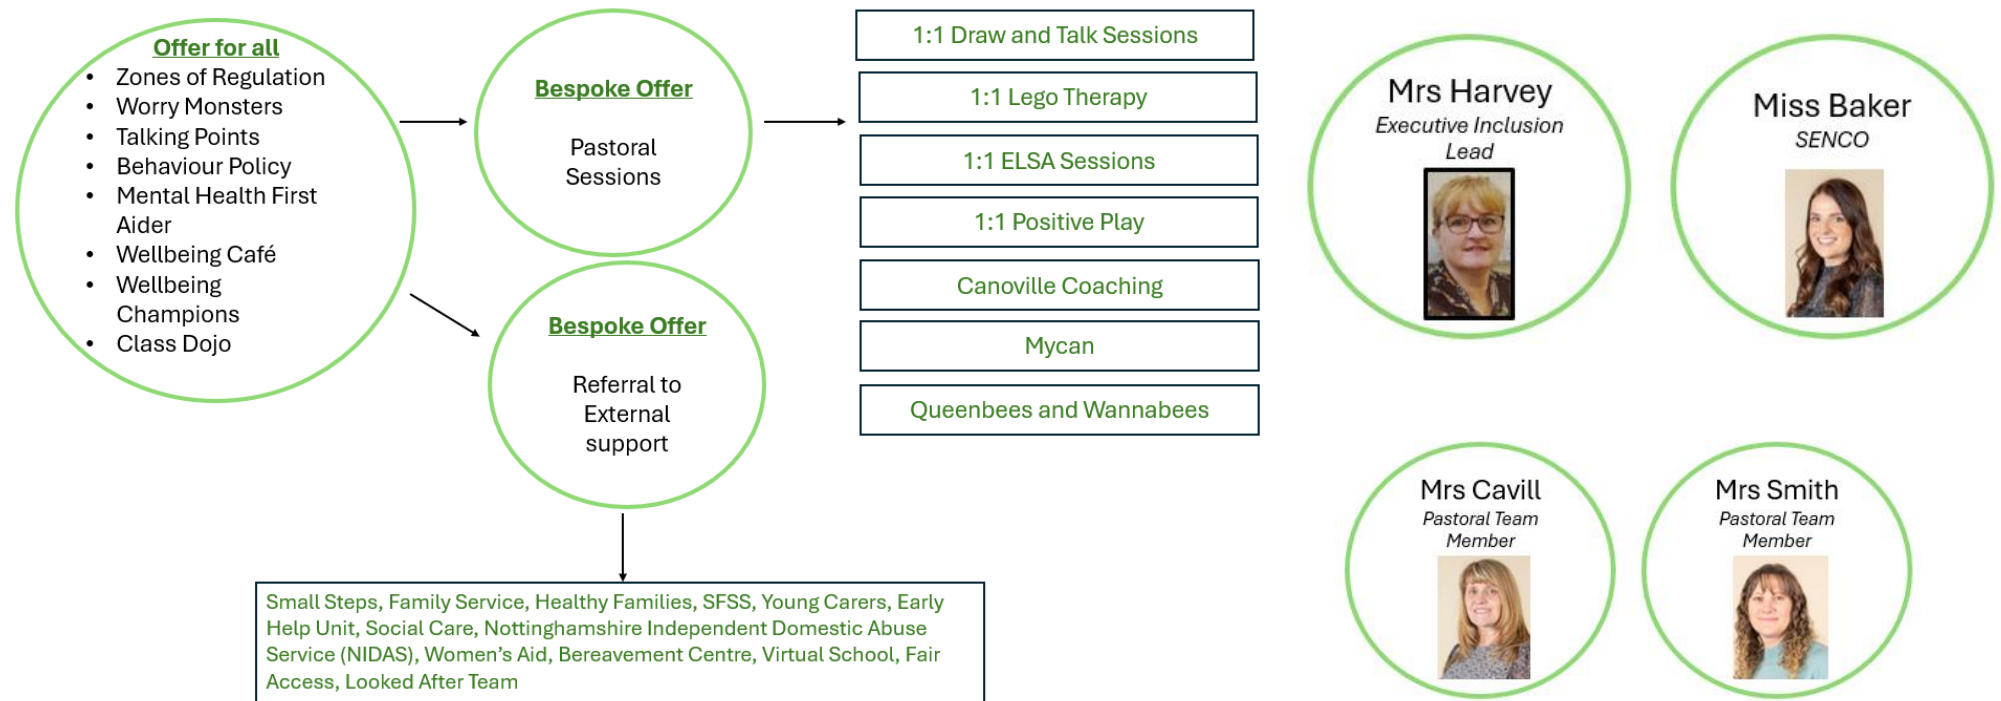 Offer for all
• Zones of Regulation
• Worry Monsters
• Talking Points
• Behaviour Policy
• Mental Health First
Aider
• Wellbeing Café
• Wellbeing
Champions
• Class Dojo
Bespoke Offer
Pastoral
Sessions
Bespoke Offer
Referral to
External
support
1:1 Draw and Talk Sessions
1:1 Lego Therapy
1:1 ELSA Sessions
1:1 Positive Play
Canoville Coaching
Mycan
Queenbees and Wannabees
Small Steps, Family Service, Healthy Families, SFSS, Young Carers, Early
Help Unit, Social Care, Nottinghamshire Independent Domestic Abuse
Service (NIDAS), Women’s Aid, Bereavement Centre, Virtual School, Fair
Access, Looked After Team
Mrs Harvey
Executive Inclusion
Lead
Miss Baker
SENCO
Mrs Cavill
Pastoral Team
Member
Mrs Smith
Pastoral Team
Member